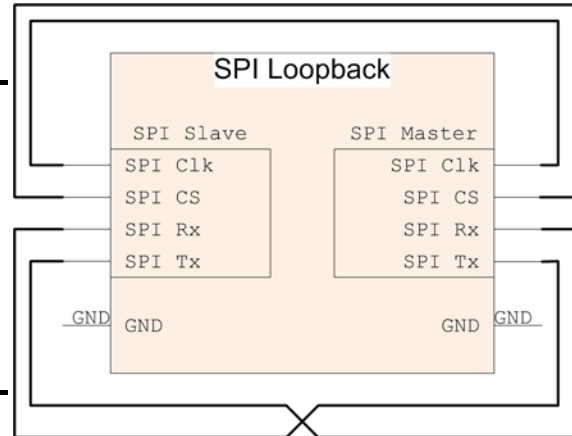 SPI Loopback
SPI Slave
SPI Master
SPI Clk
SPI Clk
SPI CS
SPI CS
SPI Rx
SPI Rx
SPI Tx
SPI Tx
GND
GND
GND
GND